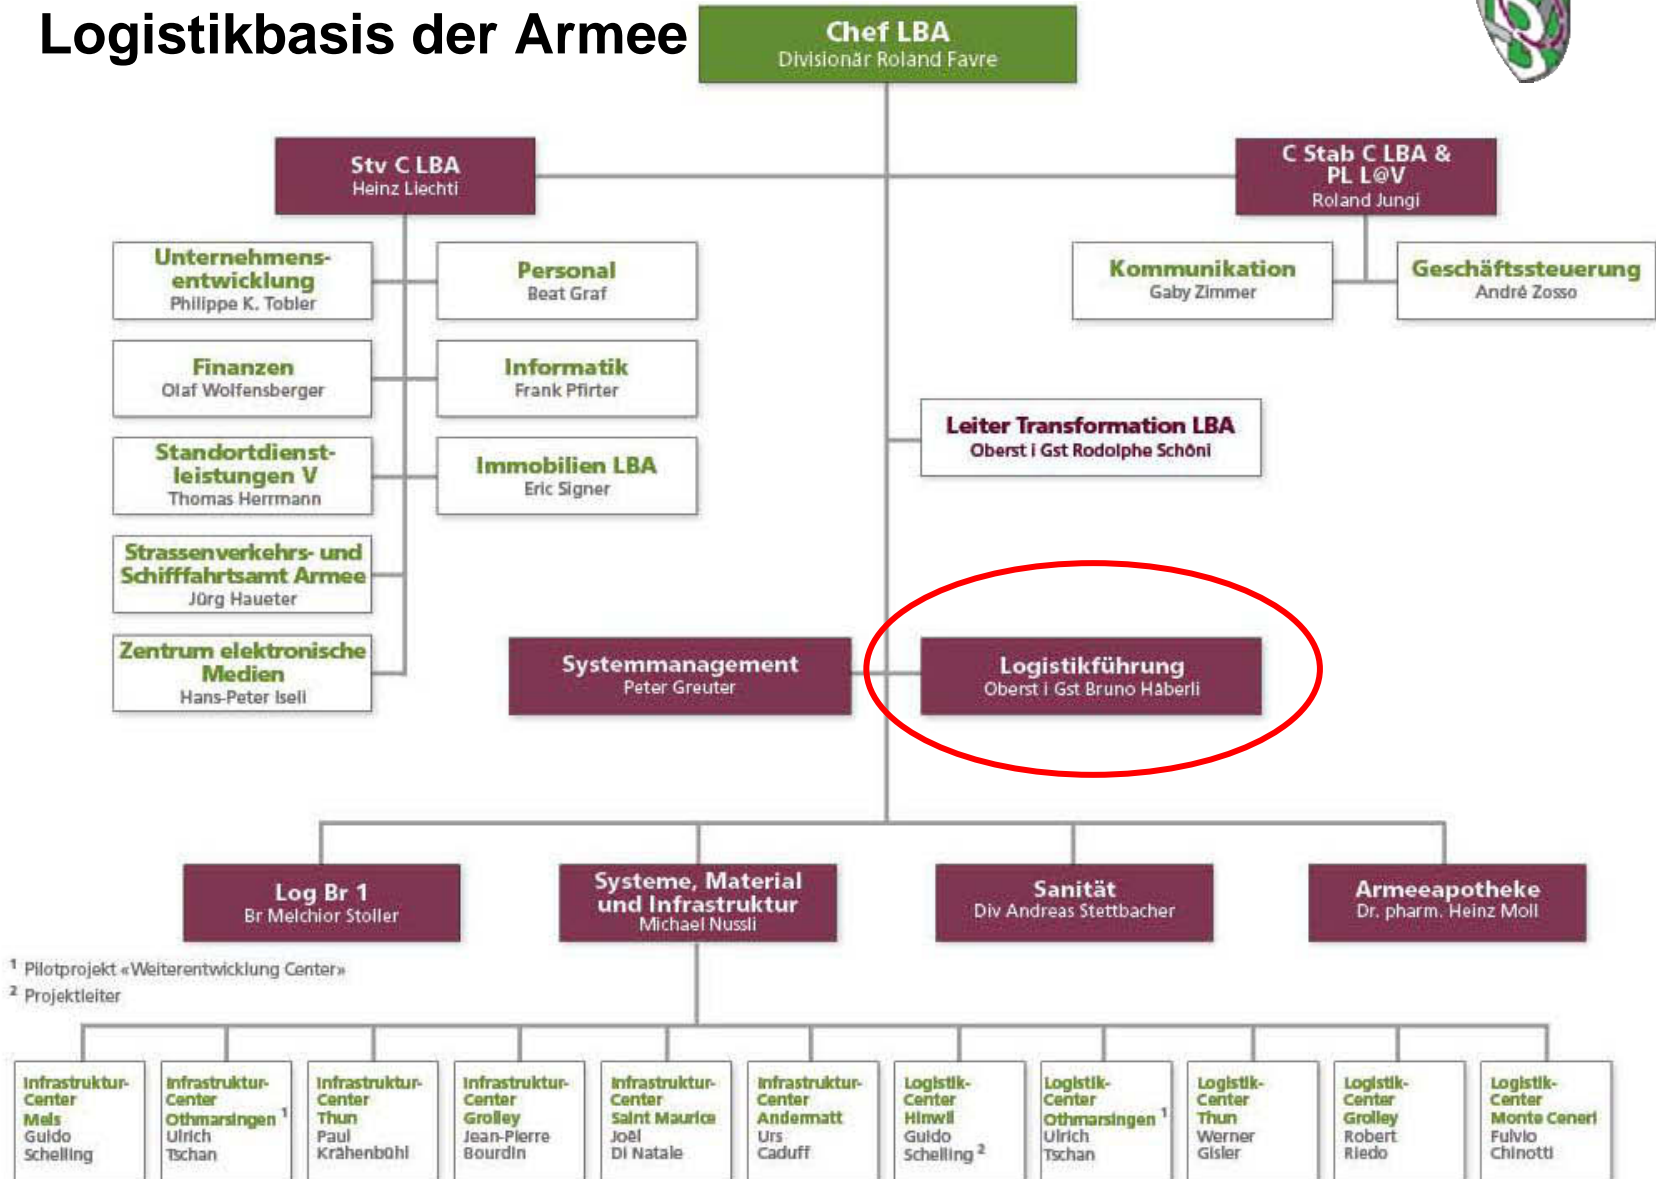 Logistikbasis der Armee
Chef LBA
Divisionär Roland Favre
Stv C LBA
Heinz Liechti
C Stab C LBA &
PL L@V
Roland Jungi
Unternehmens-
entwicklung
Philippe K. Tobler
Personal
Beat Graf
Kommunikation
Gaby Zimmer
Geschäftssteuerung
André Zosso
Finanzen
Olaf Wolfensberger
Informatik
Frank Pfirter
Leiter Transformation LBA
Oberst i Gst Rodolphe Schöni
Standortdienst-
leistungen V
Thomas Herrmann
Immobilien LBA
Eric Signer
Strassenverkehrs- und
Schifffahrtsamt Armee
Jürg Haueter
Zentrum elektronische
Medien
Hans-Peter Iseli
Systemmanagement
Peter Greuter
Logistikführung
Oberst i Gst Bruno Häberli
Log Br 1
Br Melchior Stoller
Systeme, Material
und Infrastruktur
Michael Nussli
Sanität
Div Andreas Stettbacher
Armeeapotheke
Dr. pharm. Heinz Moll
¹ Pilotprojekt «Weiterentwicklung Center»
² Projektleiter
Infrastruktur-
Center
Mels
Guido
Schelling
Infrastruktur-
Center
Othmarsingen ¹
Ulrich
Tschan
Infrastruktur-
Center
Thun
Paul
Krähenbühl
Infrastruktur-
Center
Grolley
Jean-Pierre
Bourdin
Infrastruktur-
Center
Saint Maurice
Joël
Di Natale
Infrastruktur-
Center
Andermatt
Urs
Caduff
Logistik-
Center
Hinwil
Guido
Schelling ²
Logistik-
Center
Othmarsingen ¹
Ulrich
Tschan
Logistik-
Center
Thun
Werner
Gisler
Logistik-
Center
Grolley
Robert
Riedo
Logistik-
Center
Monte Ceneri
Fulvio
Chinotti